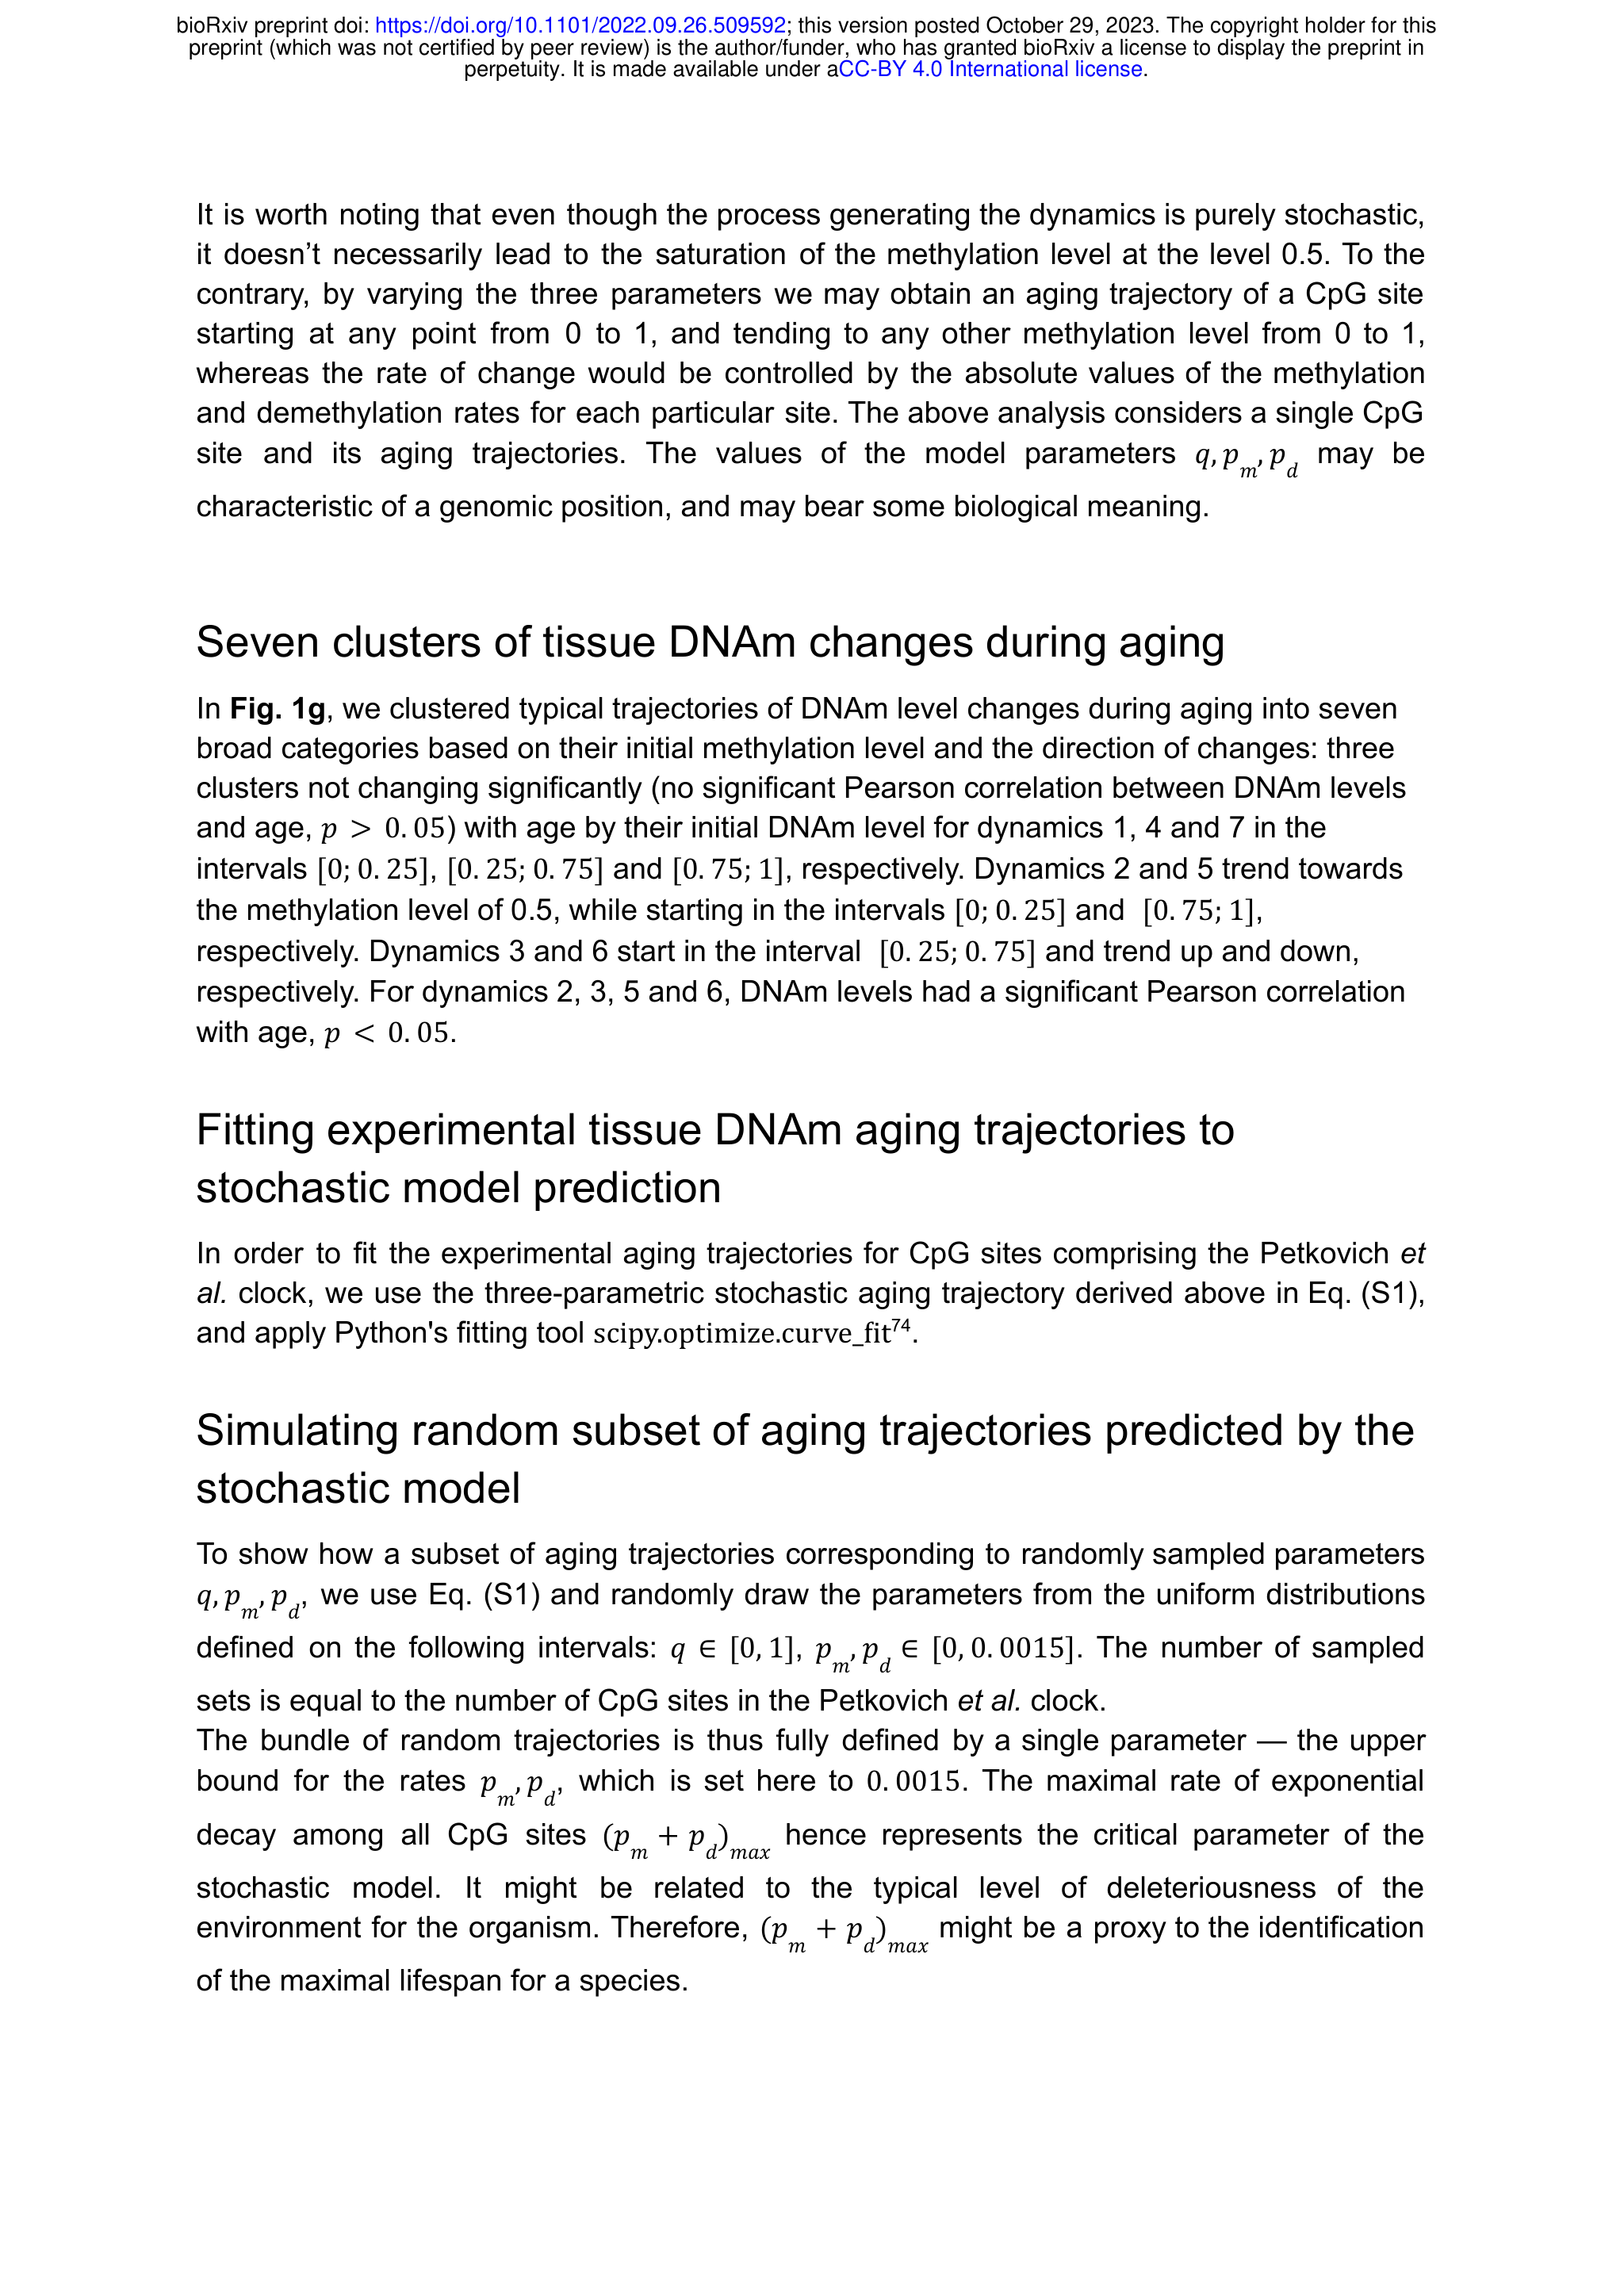 bioRxiv preprint doi: https://doi.org/10.1101/2022.09.26.509592; this version posted October 29, 2023. The copyright holder for this
preprint (which was not certified by peer review) is the author/funder, who has granted bioRxiv a license to display the preprint in
perpetuity. It is made available under aCC-BY 4.0 International license.
It is worth noting that even though the process generating the dynamics is purely stochastic,
it doesn’t necessarily lead to the saturation of the methylation level at the level 0.5. To the
contrary, by varying the three parameters we may obtain an aging trajectory of a CpG site
starting at any point from 0 to 1, and tending to any other methylation level from 0 to 1,
whereas the rate of change would be controlled by the absolute values of the methylation
and demethylation rates for each particular site. The above analysis considers a single CpG
site and its aging trajectories. The values of the model parameters q, p_m, p_d may be
characteristic of a genomic position, and may bear some biological meaning.
Seven clusters of tissue DNAm changes during aging
In Fig. 1g, we clustered typical trajectories of DNAm level changes during aging into seven
broad categories based on their initial methylation level and the direction of changes: three
clusters not changing significantly (no significant Pearson correlation between DNAm levels
and age, p > 0.05) with age by their initial DNAm level for dynamics 1, 4 and 7 in the
intervals [0; 0.25], [0.25; 0.75] and [0.75; 1], respectively. Dynamics 2 and 5 trend towards
the methylation level of 0.5, while starting in the intervals [0; 0.25] and [0.75; 1],
respectively. Dynamics 3 and 6 start in the interval [0.25; 0.75] and trend up and down,
respectively. For dynamics 2, 3, 5 and 6, DNAm levels had a significant Pearson correlation
with age, p < 0.05.
Fitting experimental tissue DNAm aging trajectories to
stochastic model prediction
In order to fit the experimental aging trajectories for CpG sites comprising the Petkovich et
al. clock, we use the three-parametric stochastic aging trajectory derived above in Eq. (S1),
and apply Python's fitting tool scipy.optimize.curve_fit⁷⁴.
Simulating random subset of aging trajectories predicted by the
stochastic model
To show how a subset of aging trajectories corresponding to randomly sampled parameters
q, p_m, p_d, we use Eq. (S1) and randomly draw the parameters from the uniform distributions
defined on the following intervals: q ∈ [0, 1], p_m, p_d ∈ [0, 0.0015]. The number of sampled
sets is equal to the number of CpG sites in the Petkovich et al. clock.
The bundle of random trajectories is thus fully defined by a single parameter — the upper
bound for the rates p_m, p_d, which is set here to 0.0015. The maximal rate of exponential
decay among all CpG sites (p_m + p_d)_max hence represents the critical parameter of the
stochastic model. It might be related to the typical level of deleteriousness of the
environment for the organism. Therefore, (p_m + p_d)_max might be a proxy to the identification
of the maximal lifespan for a species.